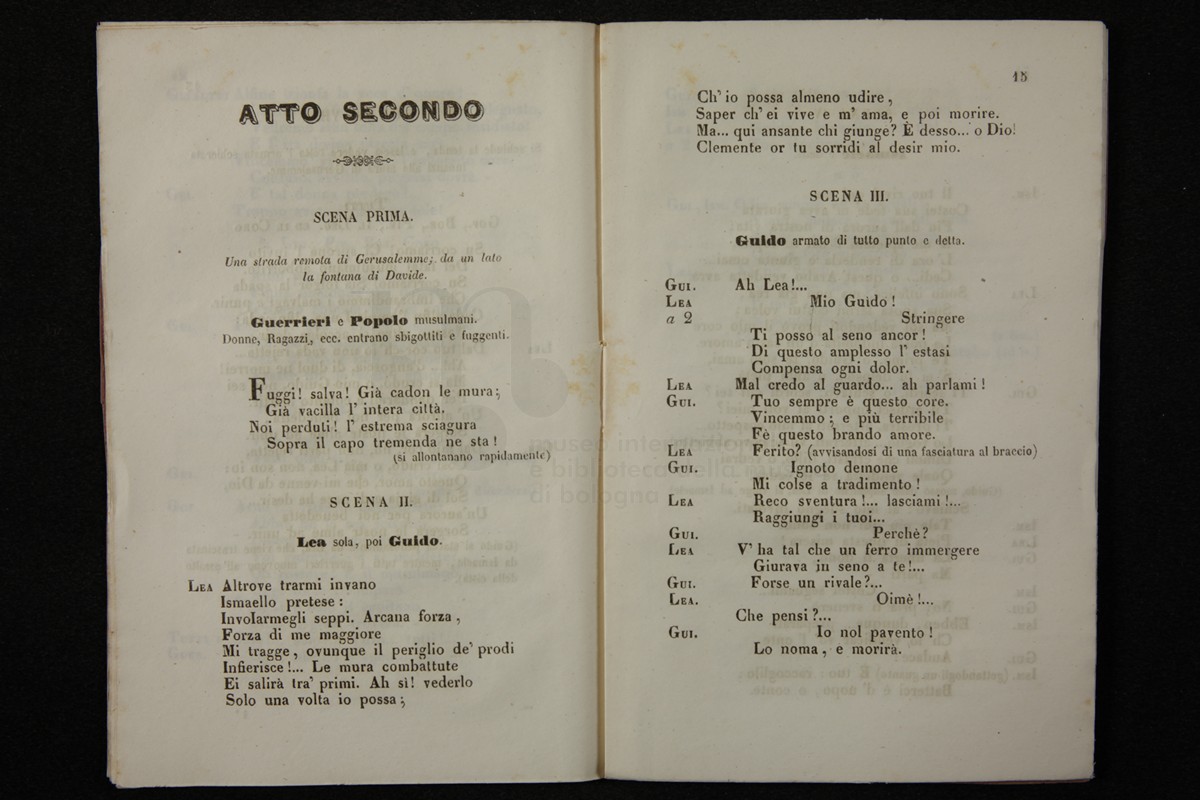 ATTO SECONDO
SCENA PRIMA.
Una strada remota di Gerusalemme; da un lato
la fontana di Davide.
Guerrieri e Popolo musulmani.
Donne, Ragazzi, ecc. entrano sbigottiti e fuggenti.
Fuggi! salva! Già cadon le mura;
Già vacilla l' intera città.
Noi perduti! l' estrema sciagura
Sopra il capo tremenda ne sta!
(si allontanano rapidamente)
SCENA II.
Lea sola, poi Guido.
LEA Altrove trarmi invano
Ismaello pretese:
Involarmegli seppi. Arcana forza,
Forza di me maggiore
Mi tragge, ovunque il periglio de' prodi
Infierisce!... Le mura combattute
Ei salirà tra' primi. Ah sì! vederlo
Solo una volta io possa;
15
Ch' io possa almeno udire,
Saper ch' ei vive e m' ama, e poi morire.
Ma... qui ansante chi giunge? È desso... o Dio!
Clemente or tu sorridi al desir mio.
SCENA III.
Guido armato di tutto punto e detta.
GUI. Ah Lea!...
LEA Mio Guido!
a 2 Stringere
Ti posso al seno ancor!
Di questo amplesso l' estasi
Compensa ogni dolor.
LEA Mal credo al guardo... ah parlami!
GUI. Tuo sempre è questo core.
Vincemmo; e più terribile
Fè questo brando amore.
LEA Ferito? (avvisandosi di una fasciatura al braccio)
GUI. Ignoto demone
Mi colse a tradimento!
LEA Reco sventura!... lasciami!...
Raggiungi i tuoi...
GUI. Perchè?
LEA V' ha tal che un ferro immergere
Giurava in seno a te!...
GUI. Forse un rivale?...
LEA. Oimè!...
Che pensi?...
GUI. Io nol pavento!
Lo noma, e morirà.
museo internaz
e biblioteca della
di bologna